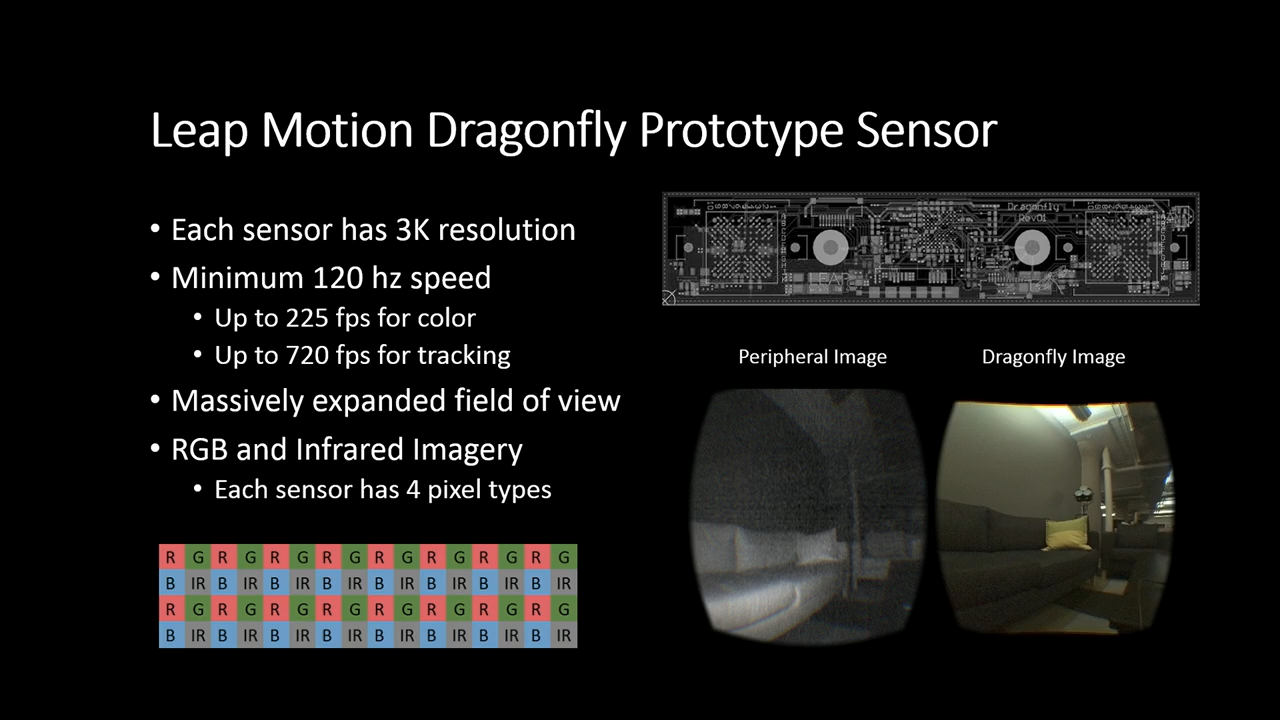 Leap Motion Dragonfly Prototype Sensor
• Each sensor has 3K resolution
• Minimum 120 hz speed
• Up to 225 fps for color
• Up to 720 fps for tracking
• Massively expanded field of view
• RGB and Infrared Imagery
• Each sensor has 4 pixel types
R G R G R G R G R G R G R G R G
B IR B IR B IR B IR B IR B IR B IR B IR
R G R G R G R G R G R G R G R G
B IR B IR B IR B IR B IR B IR B IR B IR
Dragonfly
Rev01
Peripheral Image
Dragonfly Image